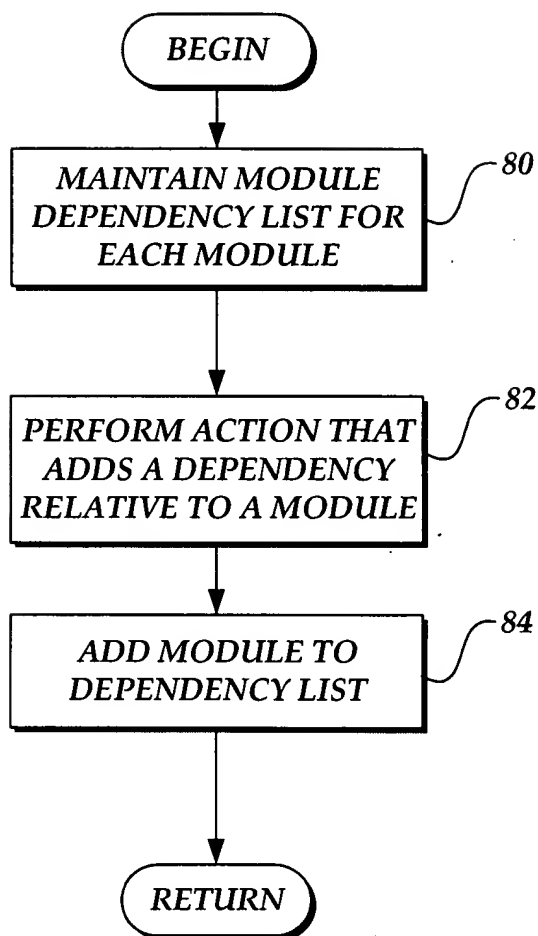 BEGIN
MAINTAIN MODULE
DEPENDENCY LIST FOR
EACH MODULE
80
PERFORM ACTION THAT
ADDS A DEPENDENCY
RELATIVE TO A MODULE
82
ADD MODULE TO
DEPENDENCY LIST
84
RETURN